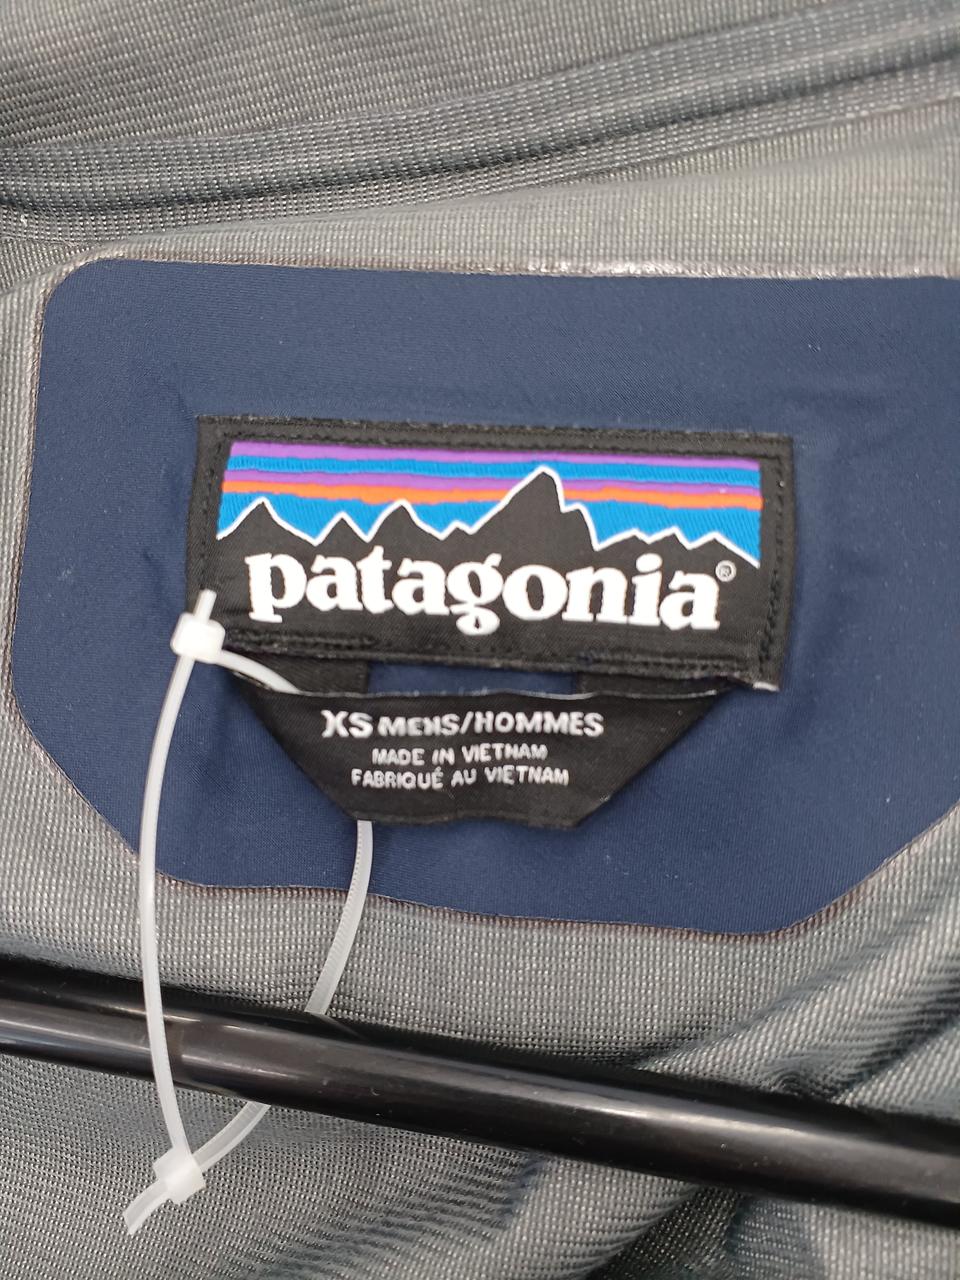 patagonia®
XS MENS/HOMMES
MADE IN VIETNAM
FABRIQUÉ AU VIETNAM